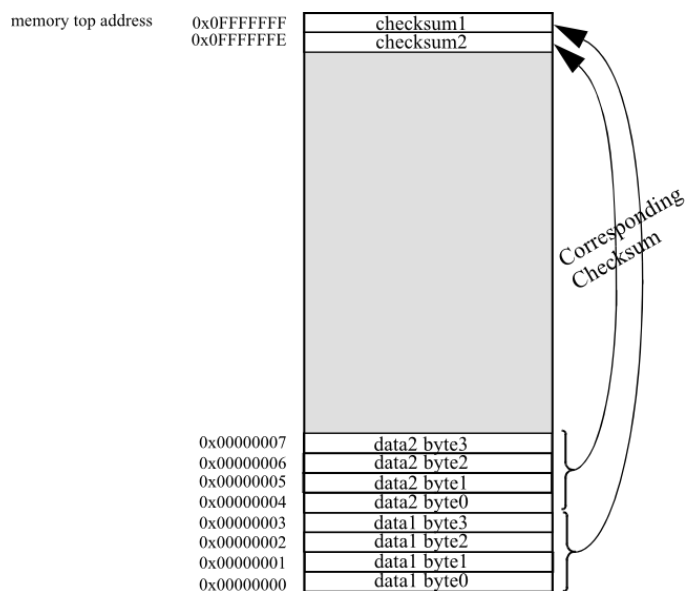 memory top address 0x0FFFFFFF checksum1
0x0FFFFFFE checksum2
Corresponding
Checksum
0x00000007 data2 byte3
0x00000006 data2 byte2
0x00000005 data2 byte1
0x00000004 data2 byte0
0x00000003 data1 byte3
0x00000002 data1 byte2
0x00000001 data1 byte1
0x00000000 data1 byte0